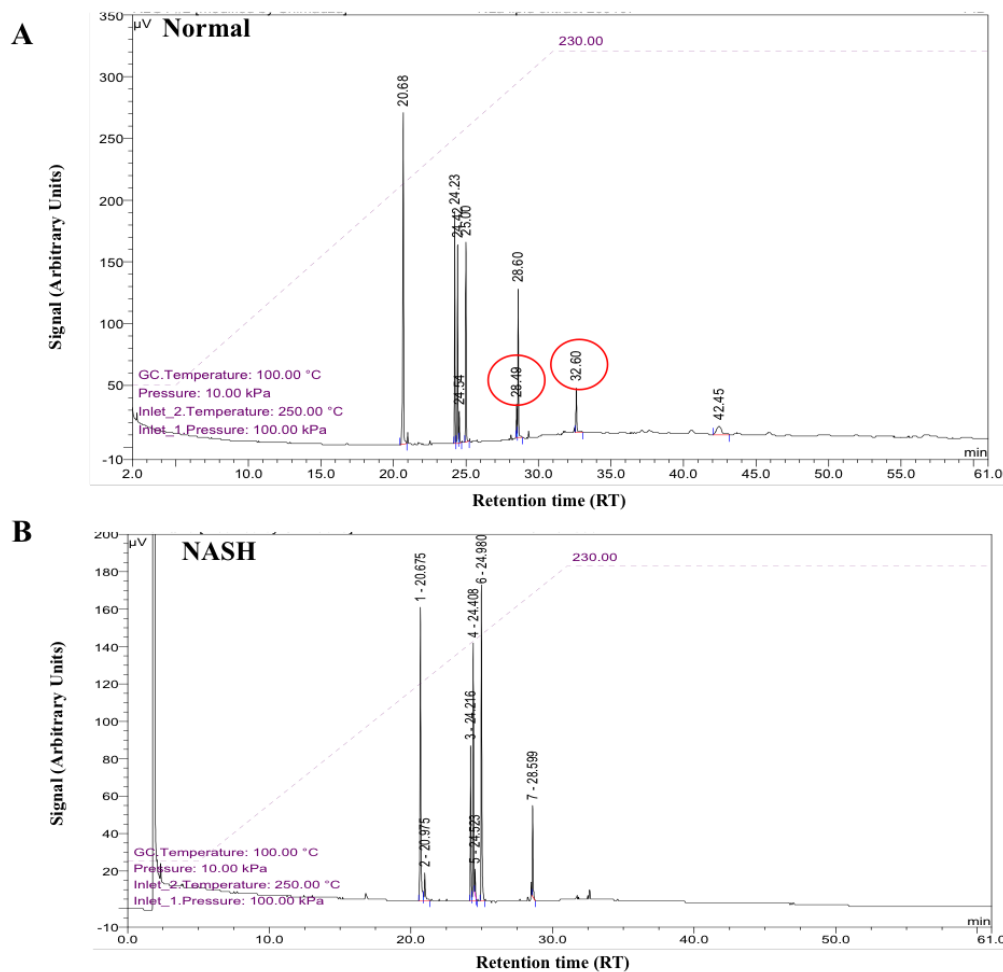 A
Normal
µV
350
300
250
200
150
100
50
-10
Signal (Arbitrary Units)
230.00
20.68
24.23
24.42
24.54
25.00
28.49
28.60
32.60
42.45
GC.Temperature: 100.00 °C
Pressure: 10.00 kPa
Inlet_2.Temperature: 250.00 °C
Inlet_1.Pressure: 100.00 kPa
min
2.0 10.0 15.0 20.0 25.0 30.0 35.0 40.0 45.0 50.0 61.0
Retention time (RT)
B
NASH
µV
200
180
160
140
120
100
80
60
40
20
0
-10
Signal (Arbitrary Units)
230.00
1 - 20.675
2 - 20.975
3 - 24.216
4 - 24.408
5 - 24.523
6 - 24.980
7 - 28.599
GC.Temperature: 100.00 °C
Pressure: 10.00 kPa
Inlet_2.Temperature: 250.00 °C
Inlet_1.Pressure: 100.00 kPa
min
0.0 10.0 20.0 30.0 40.0 50.0 61.0
Retention time (RT)